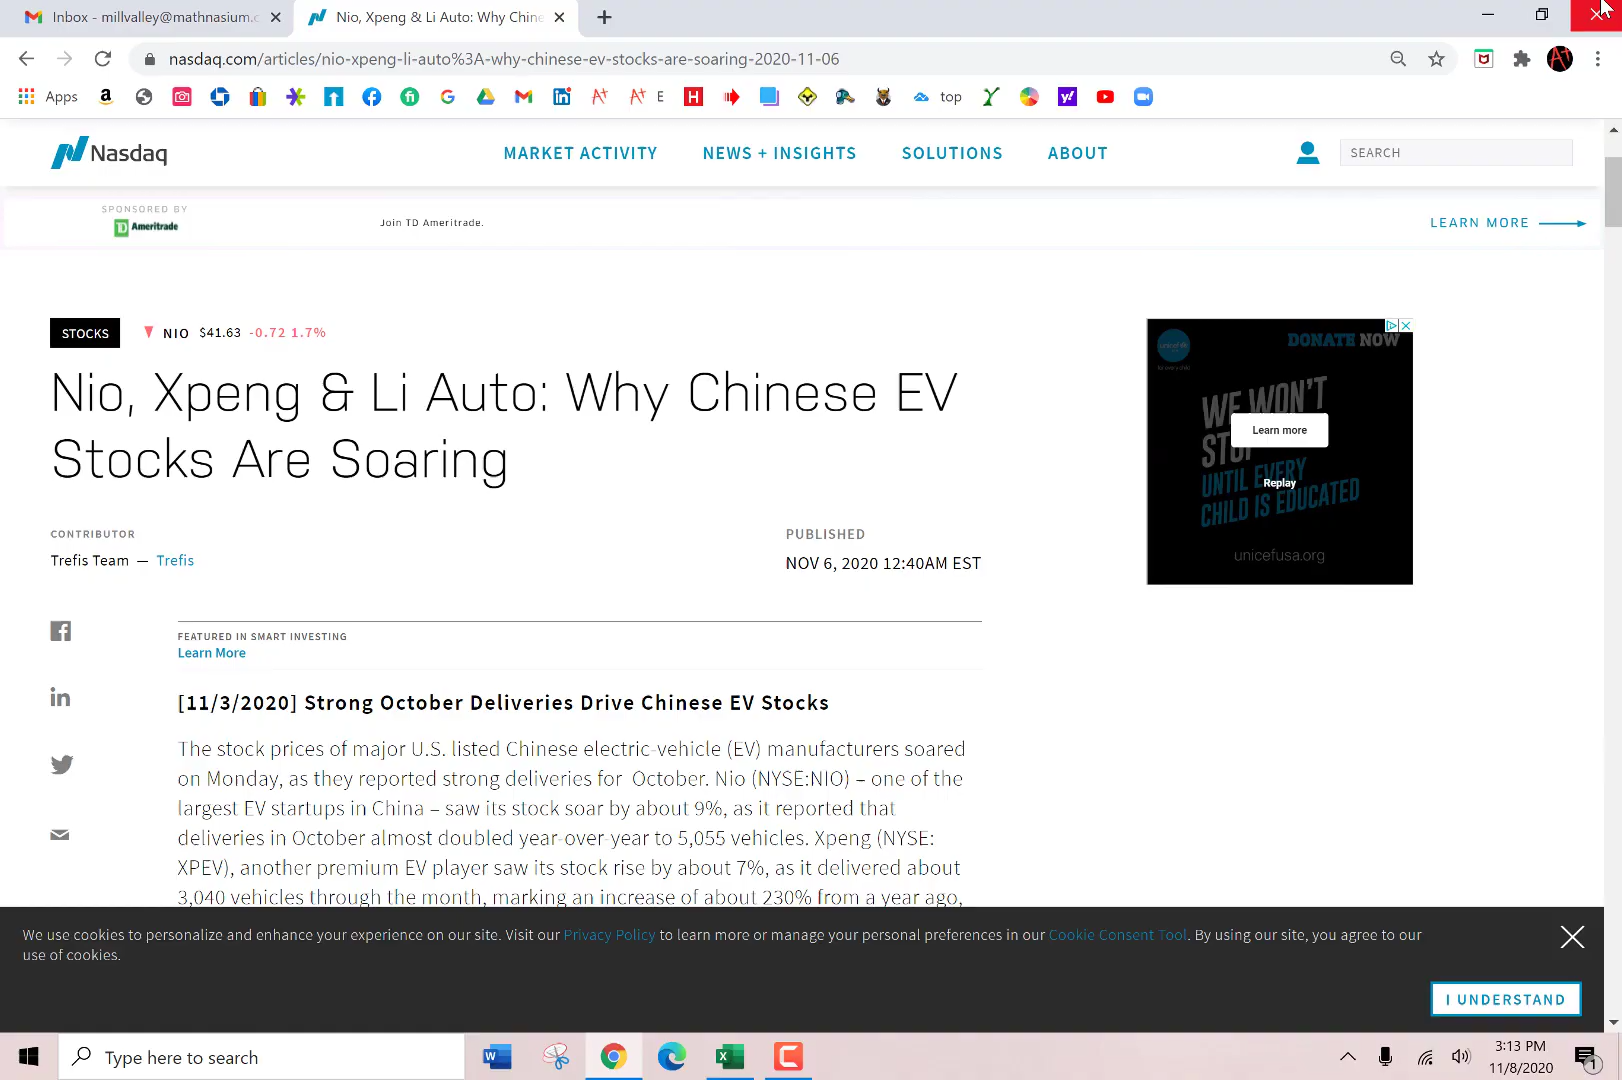 Inbox - millvalley@mathnasium.c
Nio, Xpeng & Li Auto: Why Chine
nasdaq.com/articles/nio-xpeng-li-auto%3A-why-chinese-ev-stocks-are-soaring-2020-11-06
Apps
E
top
Nasdaq
MARKET ACTIVITY
NEWS + INSIGHTS
SOLUTIONS
ABOUT
SEARCH
SPONSORED BY
TD Ameritrade
Join TD Ameritrade.
LEARN MORE
STOCKS
NIO $41.63 -0.72 1.7%
Nio, Xpeng & Li Auto: Why Chinese EV
Stocks Are Soaring
CONTRIBUTOR
Trefis Team — Trefis
PUBLISHED
NOV 6, 2020 12:40AM EST
DONATE NOW
WE WON'T
STOP
Learn more
UNTIL EVERY
Replay
CHILD IS EDUCATED
unicefusa.org
FEATURED IN SMART INVESTING
Learn More
[11/3/2020] Strong October Deliveries Drive Chinese EV Stocks
The stock prices of major U.S. listed Chinese electric-vehicle (EV) manufacturers soared
on Monday, as they reported strong deliveries for October. Nio (NYSE:NIO) – one of the
largest EV startups in China – saw its stock soar by about 9%, as it reported that
deliveries in October almost doubled year-over-year to 5,055 vehicles. Xpeng (NYSE:
XPEV), another premium EV player saw its stock rise by about 7%, as it delivered about
3,040 vehicles through the month, marking an increase of about 230% from a year ago,
We use cookies to personalize and enhance your experience on our site. Visit our Privacy Policy to learn more or manage your personal preferences in our Cookie Consent Tool. By using our site, you agree to our
use of cookies.
I UNDERSTAND
Type here to search
3:13 PM
11/8/2020
1